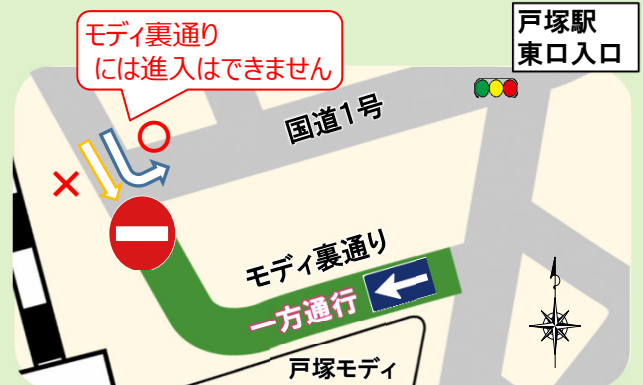 モディ裏通り
には進入はできません
戸塚駅
東口入口
国道1号
モディ裏通り
一方通行
戸塚モディ